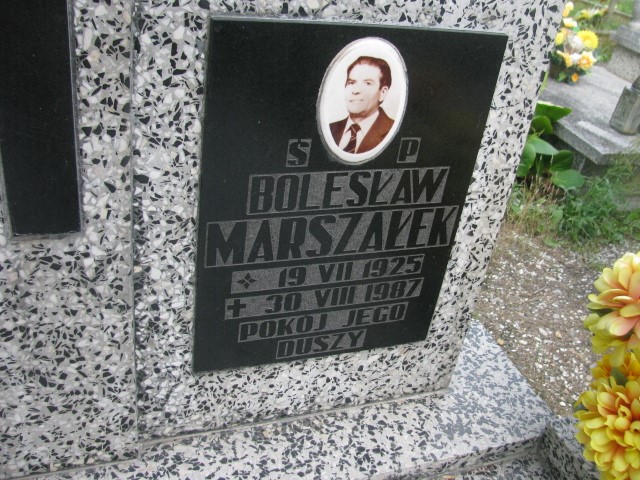 Ś P
BOLESŁAW
MARSZAŁEK
19 VII 1925
30 VIII 1987
POKÓJ JEGO
DUSZY